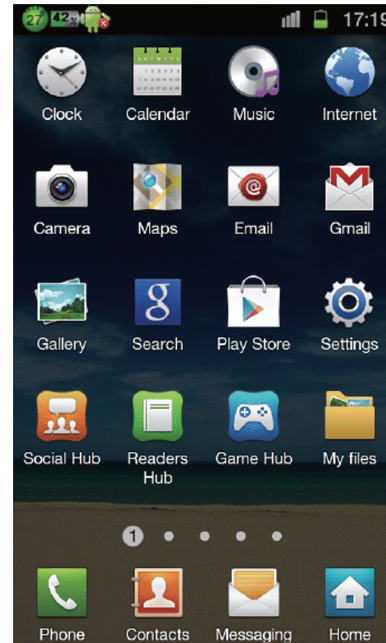 27 42 17:19
Clock Calendar Music Internet
Camera Maps Email Gmail
@
Gallery Search Play Store Settings
8
Social Hub Readers Hub Game Hub My files
1
Phone Contacts Messaging Home